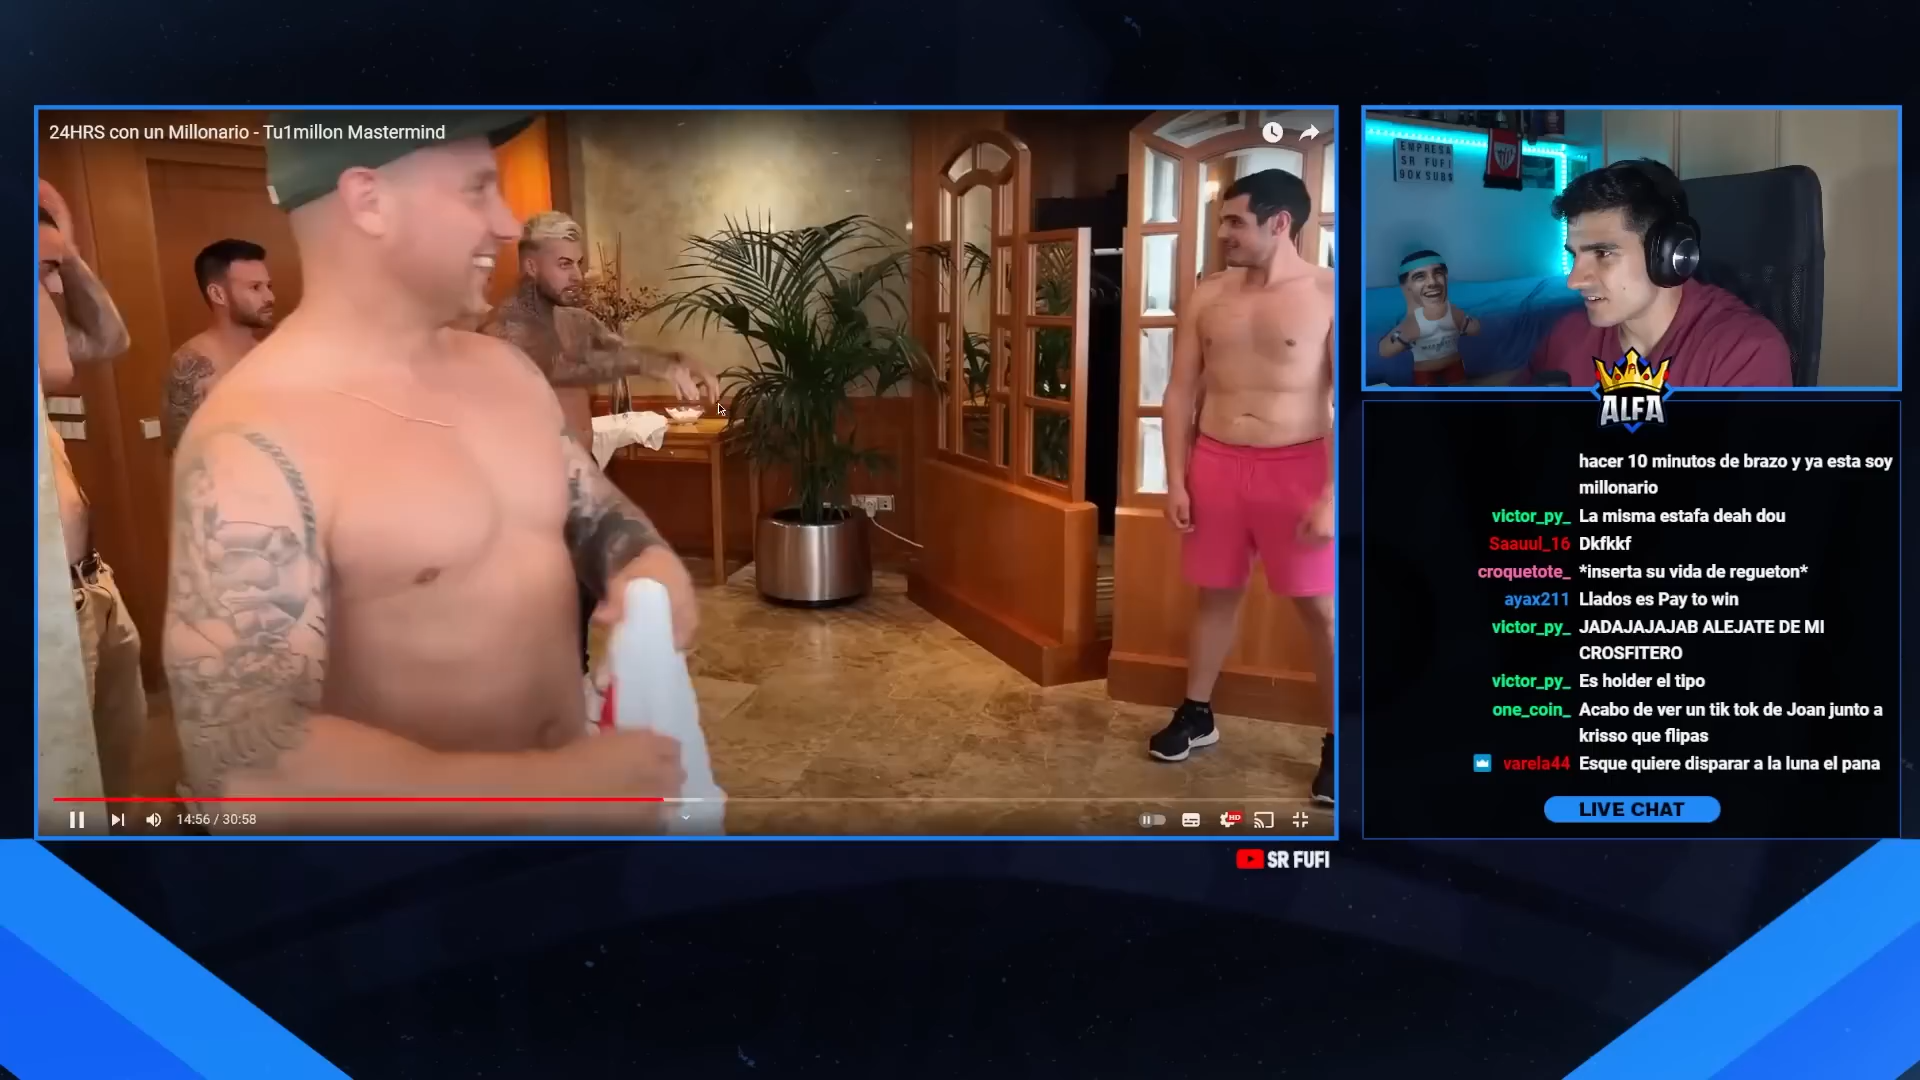 24HRS con un Millonario - Tu1millon Mastermind
EMPRESA
SR FUFI
90K SUBS
ALFA
hacer 10 minutos de brazo y ya esta soy
millonario
victor_py_ La misma estafa deah dou
Saauul_16 Dkfkkf
croquetote_ *inserta su vida de regueton*
ayax211 Llados es Pay to win
victor_py_ JADAJAJAJAB ALEJATE DE MI
CROSFITERO
victor_py_ Es holder el tipo
one_coin_ Acabo de ver un tik tok de Joan junto a
krisso que flipas
varela44 Esque quiere disparar a la luna el pana
LIVE CHAT
14:56 / 30:58
HD
SR FUFI